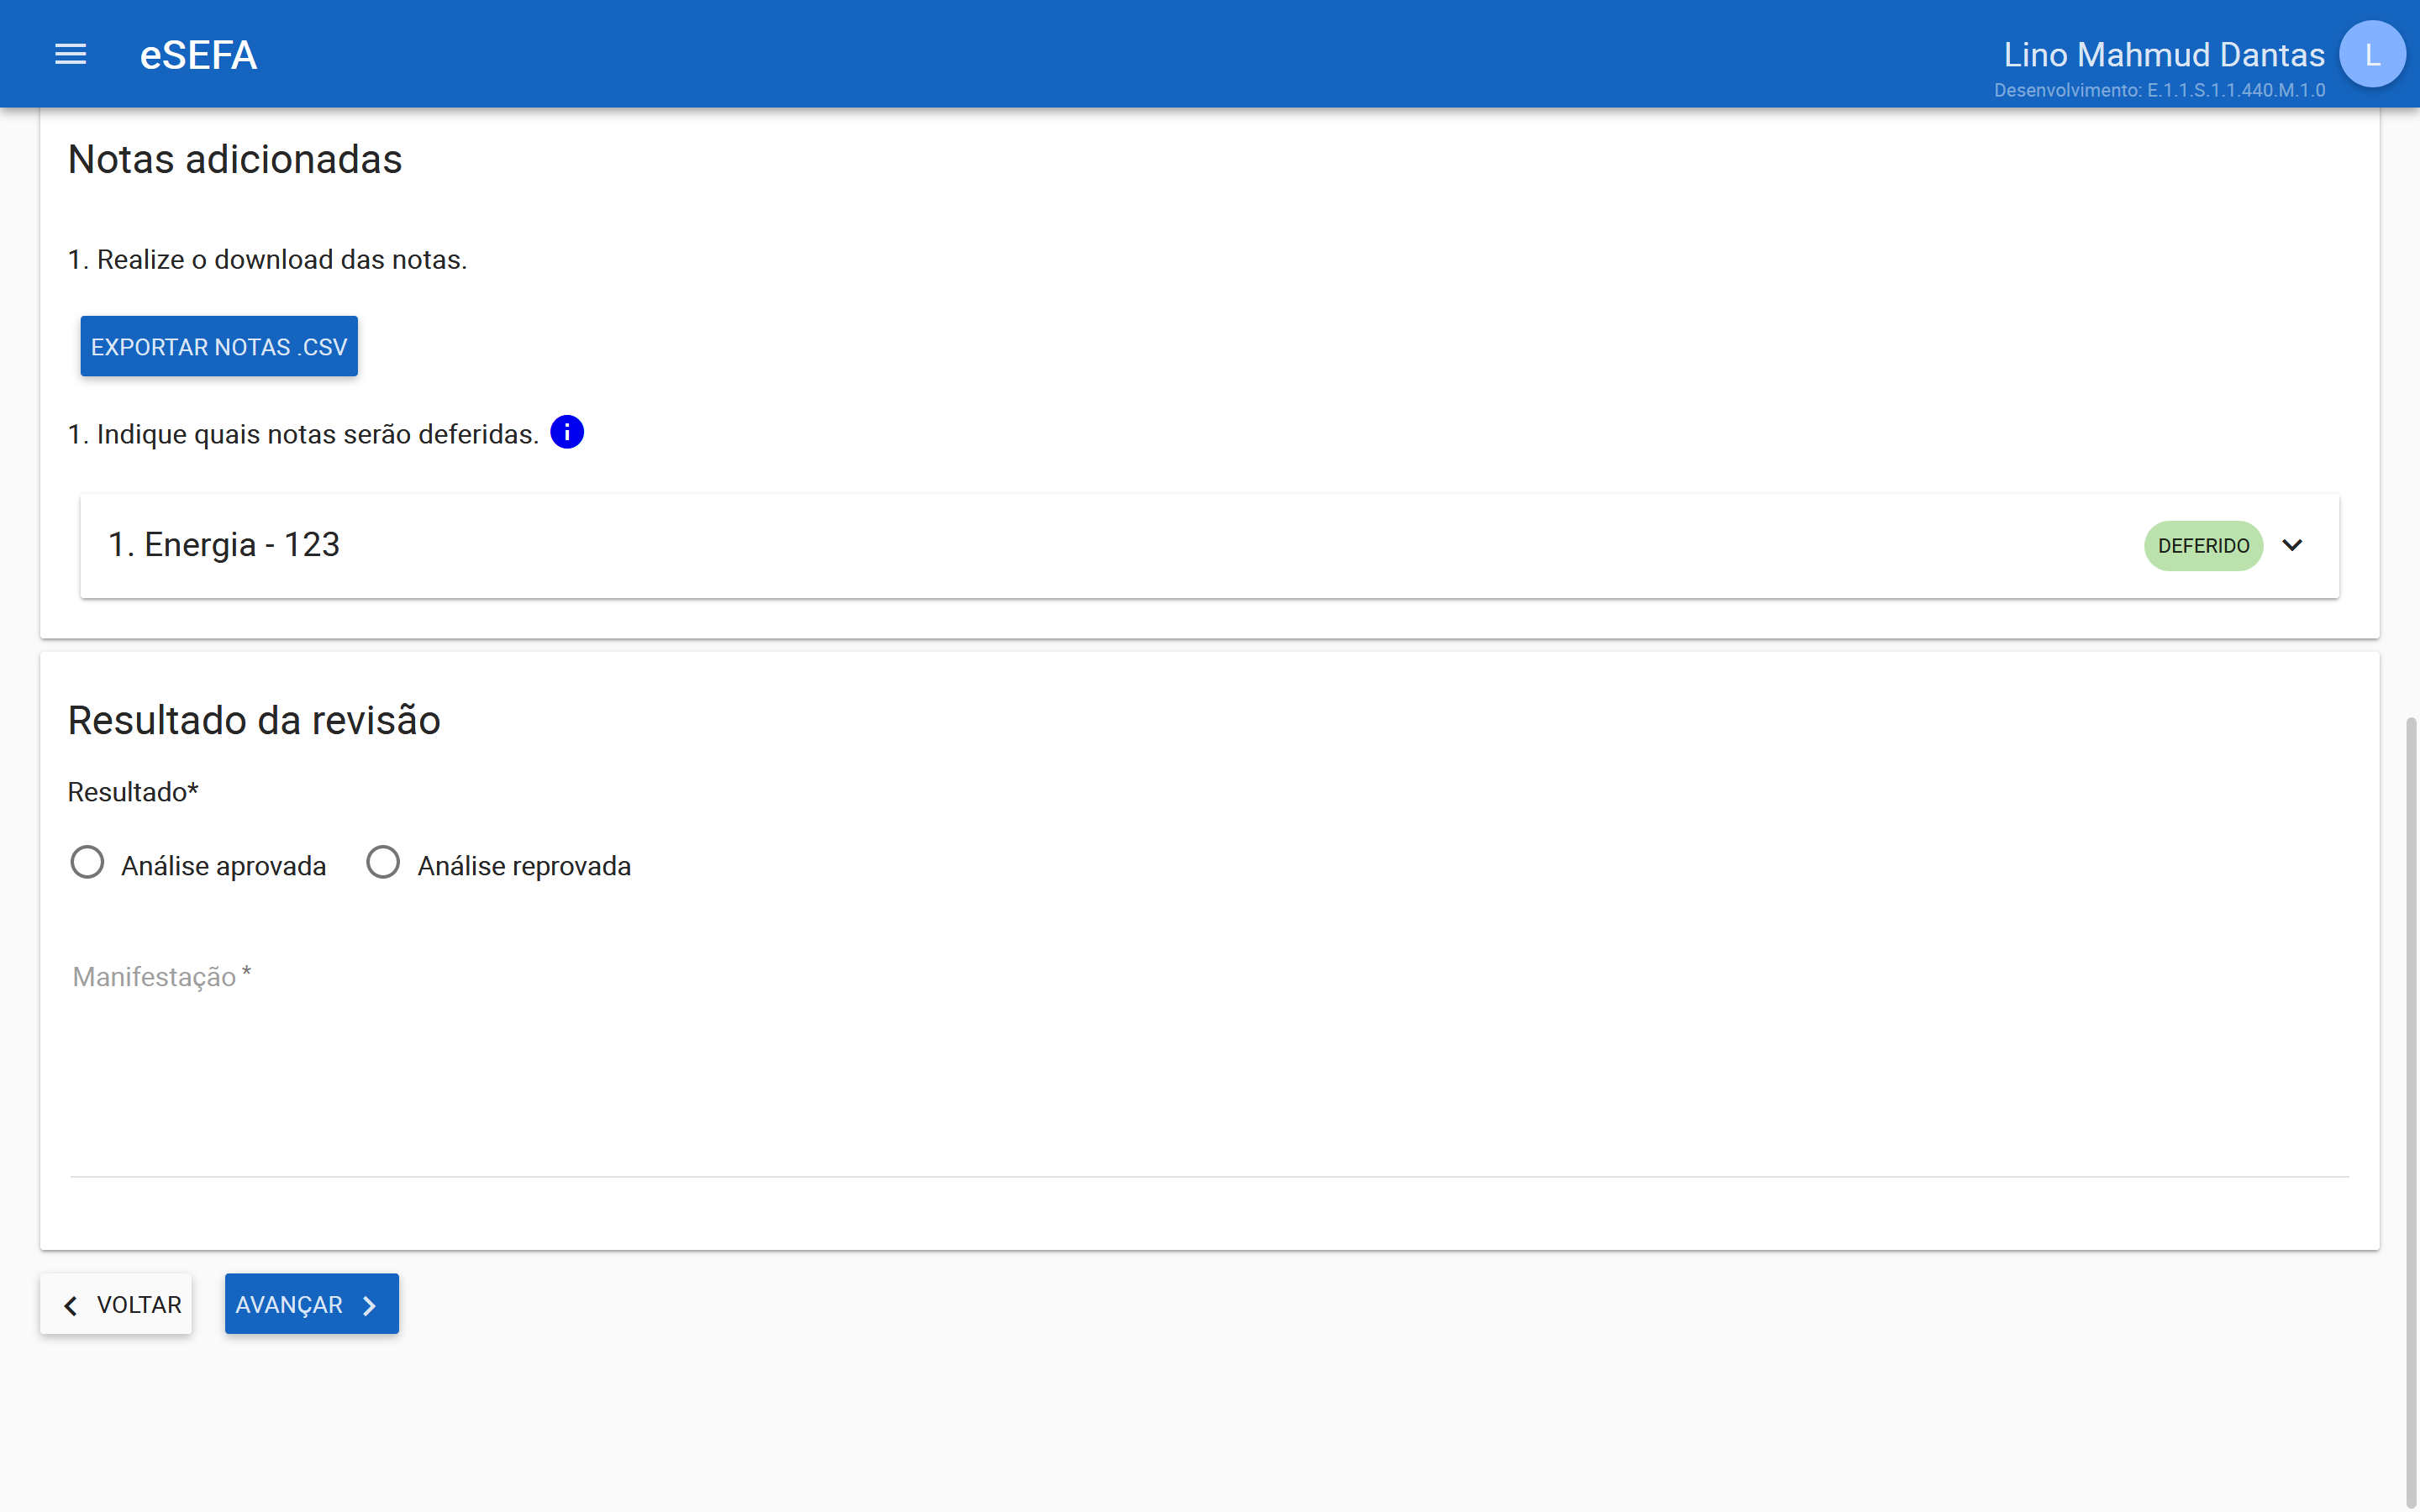 eSEFA
Lino Mahmud Dantas
L
Desenvolvimento: E.1.1.S.1.1.440.M.1.0
Notas adicionadas
1. Realize o download das notas.
EXPORTAR NOTAS .CSV
1. Indique quais notas serão deferidas.
1. Energia - 123
DEFERIDO
Resultado da revisão
Resultado*
Análise aprovada
Análise reprovada
Manifestação *
VOLTAR
AVANÇAR